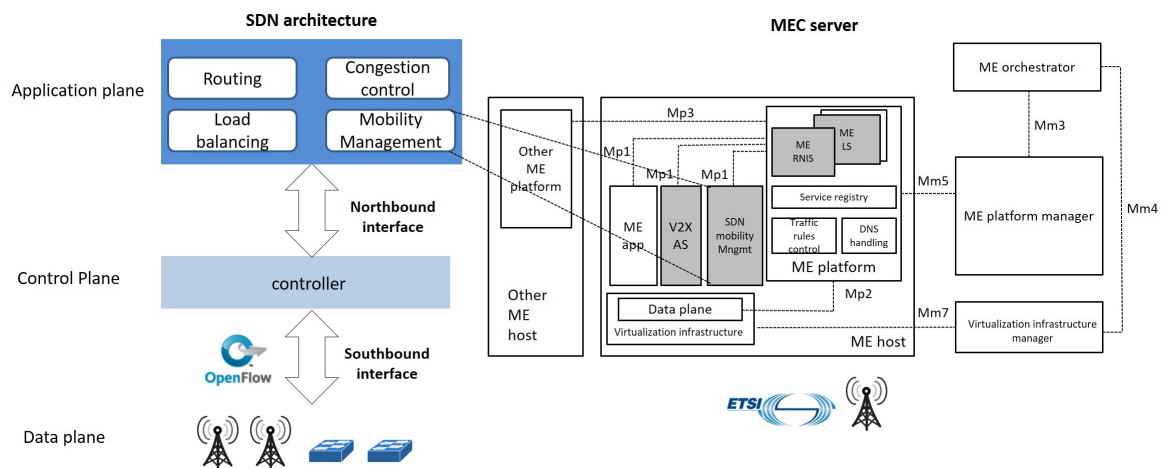 SDN architecture
Application plane
Routing
Congestion
control
Load
balancing
Mobility
Management
Northbound
interface
Control Plane
controller
OpenFlow
™
Southbound
interface
Data plane
MEC server
Other
ME
platform
Other
ME
host
Mp3
Mp1
Mp1
Mp1
ME
app
V2X
AS
SDN
mobility
Mngmt
ME
RNIS
ME
LS
Service registry
Traffic
rules
control
DNS
handling
ME platform
Mp2
Data plane
Virtualization infrastructure
ME host
Mm5
Mm7
ME orchestrator
Mm3
Mm4
ME platform manager
Virtualization infrastructure
manager
ETSI